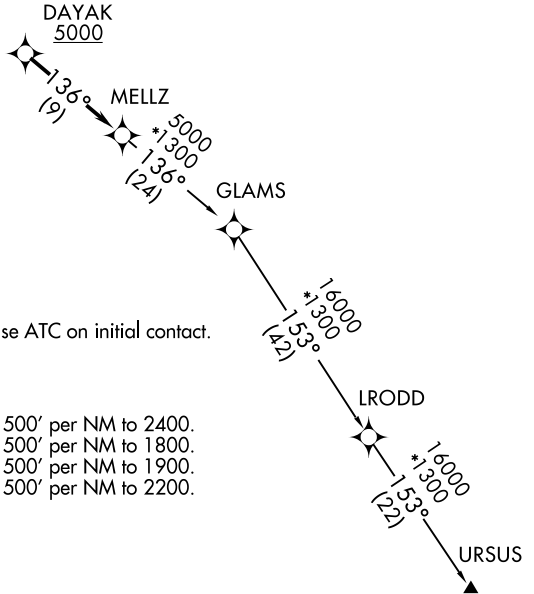 DAYAK
5000
136°
(9)
MELLZ
5000
*1300
136°
(24)
GLAMS
16000
*1300
153°
(42)
se ATC on initial contact.
LRODD
500' per NM to 2400.
500' per NM to 1800.
500' per NM to 1900.
500' per NM to 2200.
16000
*1300
153°
(22)
URSUS